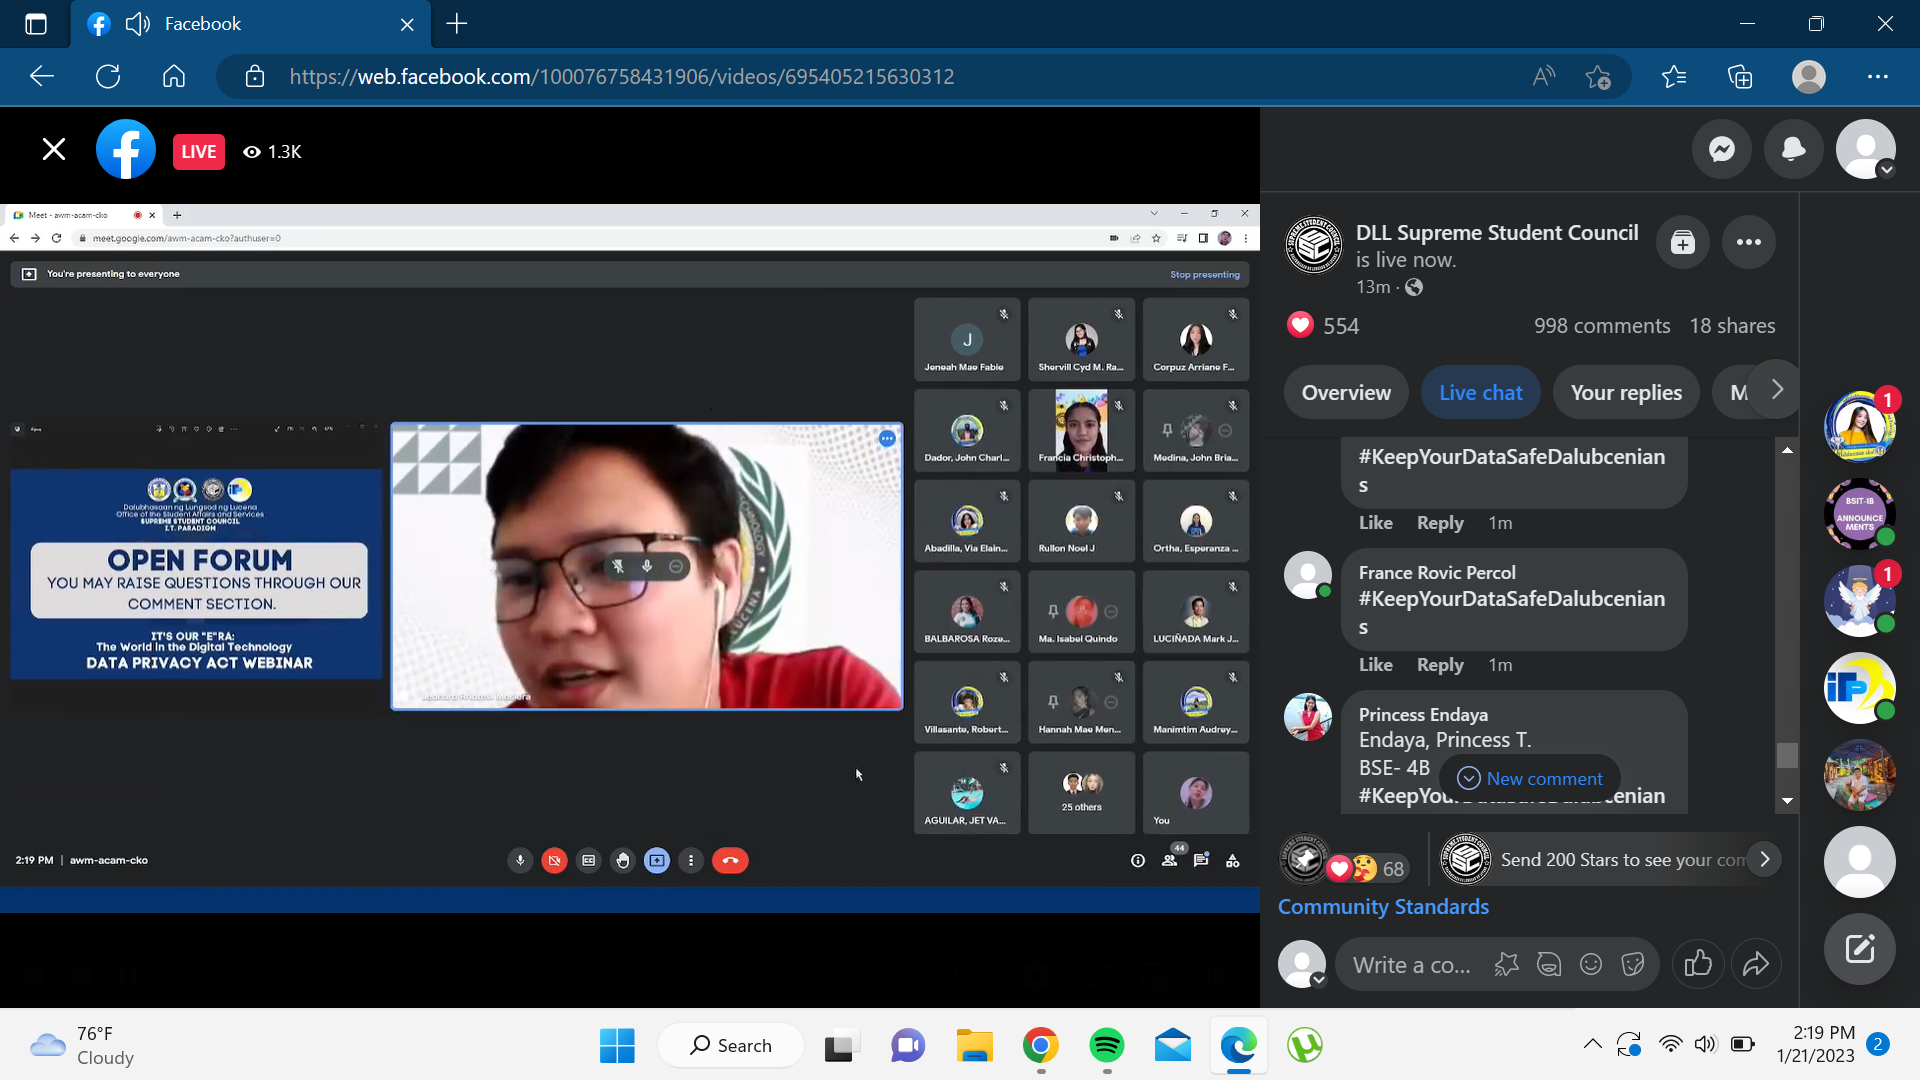 Facebook
https://web.facebook.com/100076758431906/videos/695405215630312
LIVE
1.3K
Meet - awm-acam-cko
meet.google.com/awm-acam-cko?authuser=0
You're presenting to everyone
Stop presenting
Dalubhasaan ng Lungsod ng Lucena
Office of the Student Affairs and Services
SUPREME STUDENT COUNCIL
I.T. PARADIGM
OPEN FORUM
YOU MAY RAISE QUESTIONS THROUGH OUR
COMMENT SECTION.
IT'S OUR "E"RA:
The World in the Digital Technology
DATA PRIVACY ACT WEBINAR
LUCENA
J
Jeneah Mae Fabie
Shervill Cyd M. Ra...
Corpuz Arriane F...
Dador, John Charl...
Francia Christoph...
Medina, John Bria...
Abadilla, Via Elain...
Rullon Noel J
Ortha, Esperanza ...
BALBAROSA Roze...
Ma. Isabel Quindo
LUCIÑADA Mark J...
Villasante, Robert...
Hannah Mae Men...
Manimtim Audrey...
AGUILAR, JET VA...
25 others
You
2:19 PM | awm-acam-cko
44
DLL Supreme Student Council
is live now.
13m ·
554
998 comments
18 shares
Overview
Live chat
Your replies
M
#KeepYourDataSafeDalubcenian
s
Like Reply 1m
France Rovic Percol
#KeepYourDataSafeDalubcenian
s
Like Reply 1m
Princess Endaya
Endaya, Princess T.
BSE- 4B
New comment
68
Send 200 Stars to see your com
Community Standards
Write a co...
1
BSIT-IB
ANNOUNCE
MENTS
1
76°F
Cloudy
Search
2:19 PM
1/21/2023
2